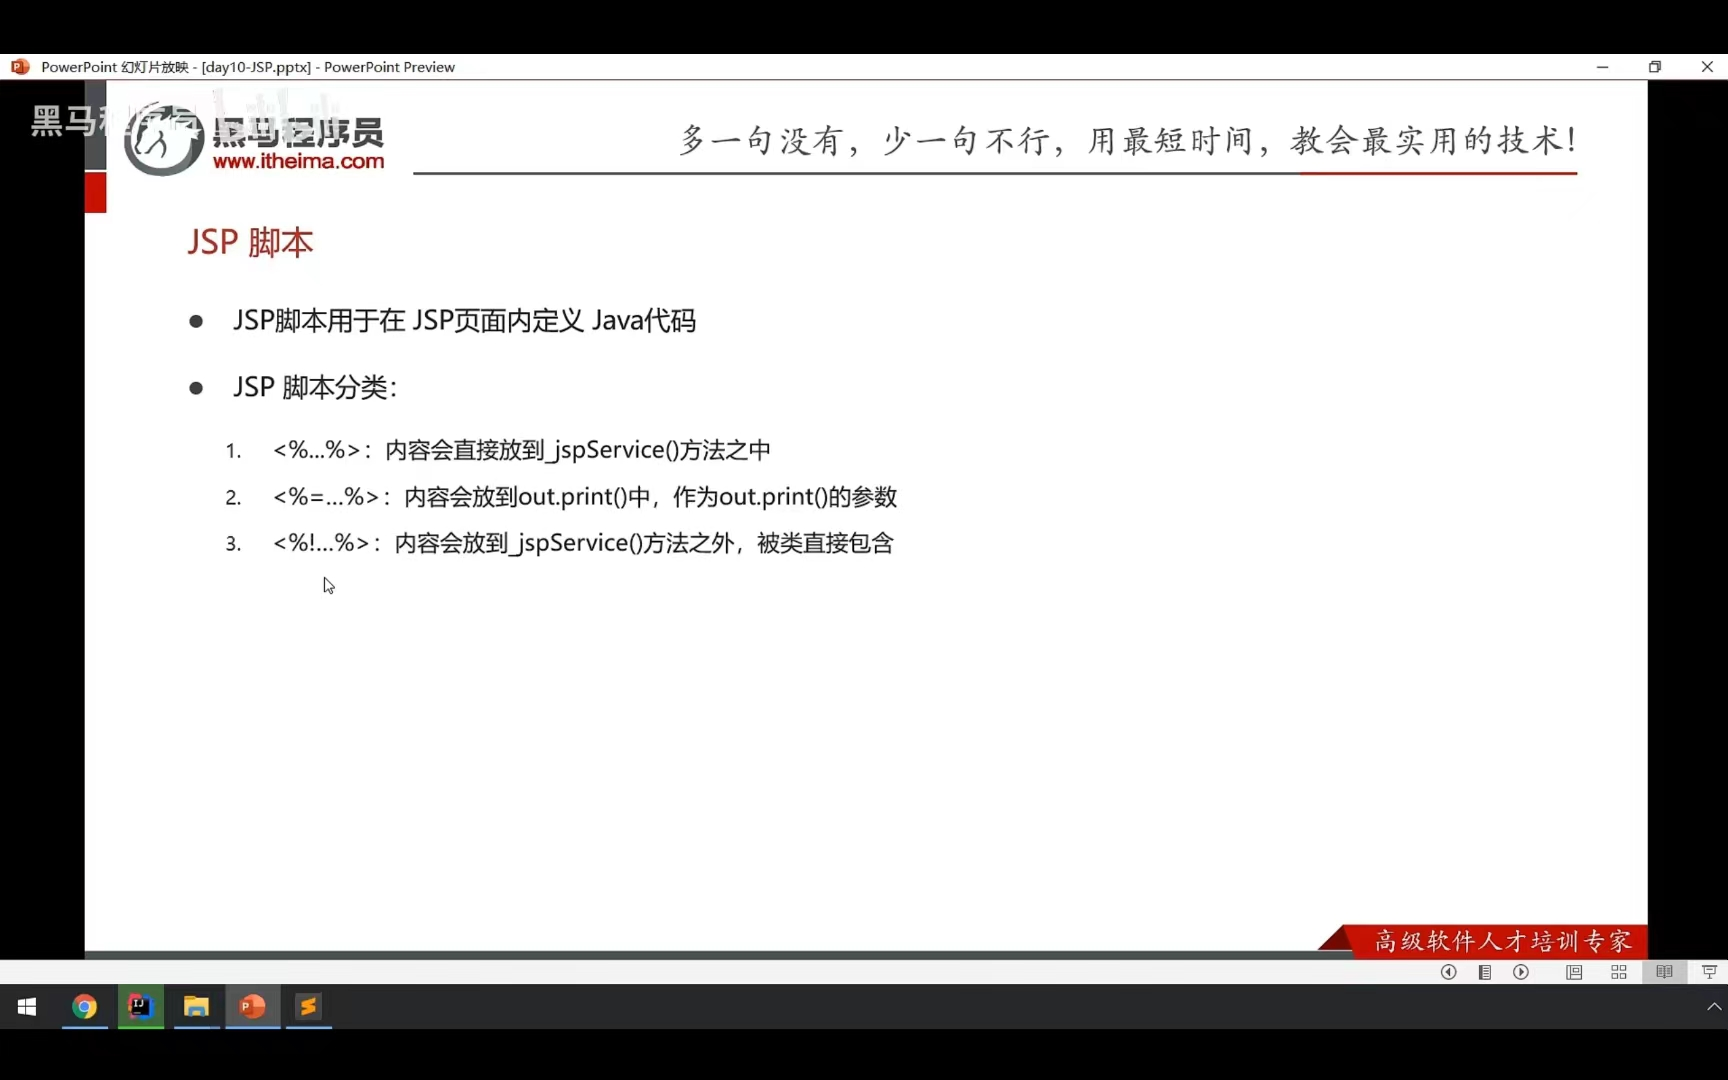 PowerPoint 幻灯片放映 - [day10-JSP.pptx] - PowerPoint Preview
黑马程序员
www.itheima.com
多一句没有，少一句不行，用最短时间，教会最实用的技术！
JSP 脚本
● JSP脚本用于在 JSP页面内定义 Java代码
● JSP 脚本分类：
1. <%...%>：内容会直接放到_jspService()方法之中
2. <%=...%>：内容会放到out.print()中，作为out.print()的参数
3. <%!...%>：内容会放到_jspService()方法之外，被类直接包含
高级软件人才培训专家